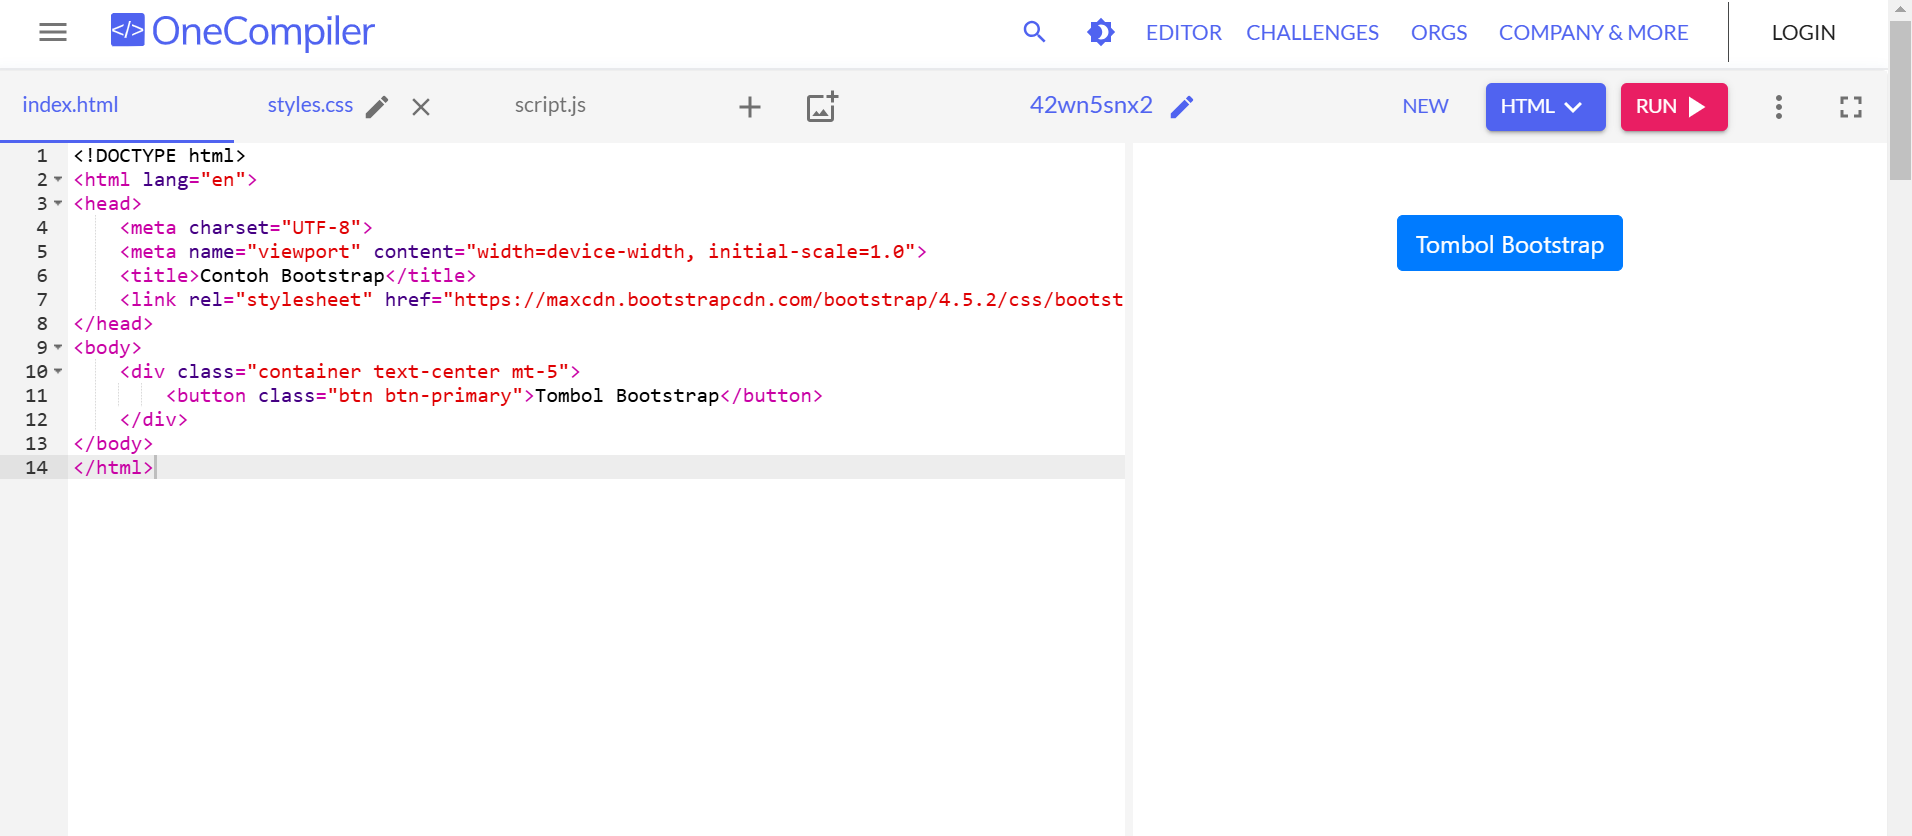 </> OneCompiler
EDITOR CHALLENGES ORGS COMPANY & MORE LOGIN
index.html styles.css script.js 42wn5snx2 NEW HTML RUN
1 <!DOCTYPE html>
2 <html lang="en">
3 <head>
4 <meta charset="UTF-8">
5 <meta name="viewport" content="width=device-width, initial-scale=1.0">
6 <title>Contoh Bootstrap</title>
7 <link rel="stylesheet" href="https://maxcdn.bootstrapcdn.com/bootstrap/4.5.2/css/bootst
8 </head>
9 <body>
10 <div class="container text-center mt-5">
11 <button class="btn btn-primary">Tombol Bootstrap</button>
12 </div>
13 </body>
14 </html>
Tombol Bootstrap